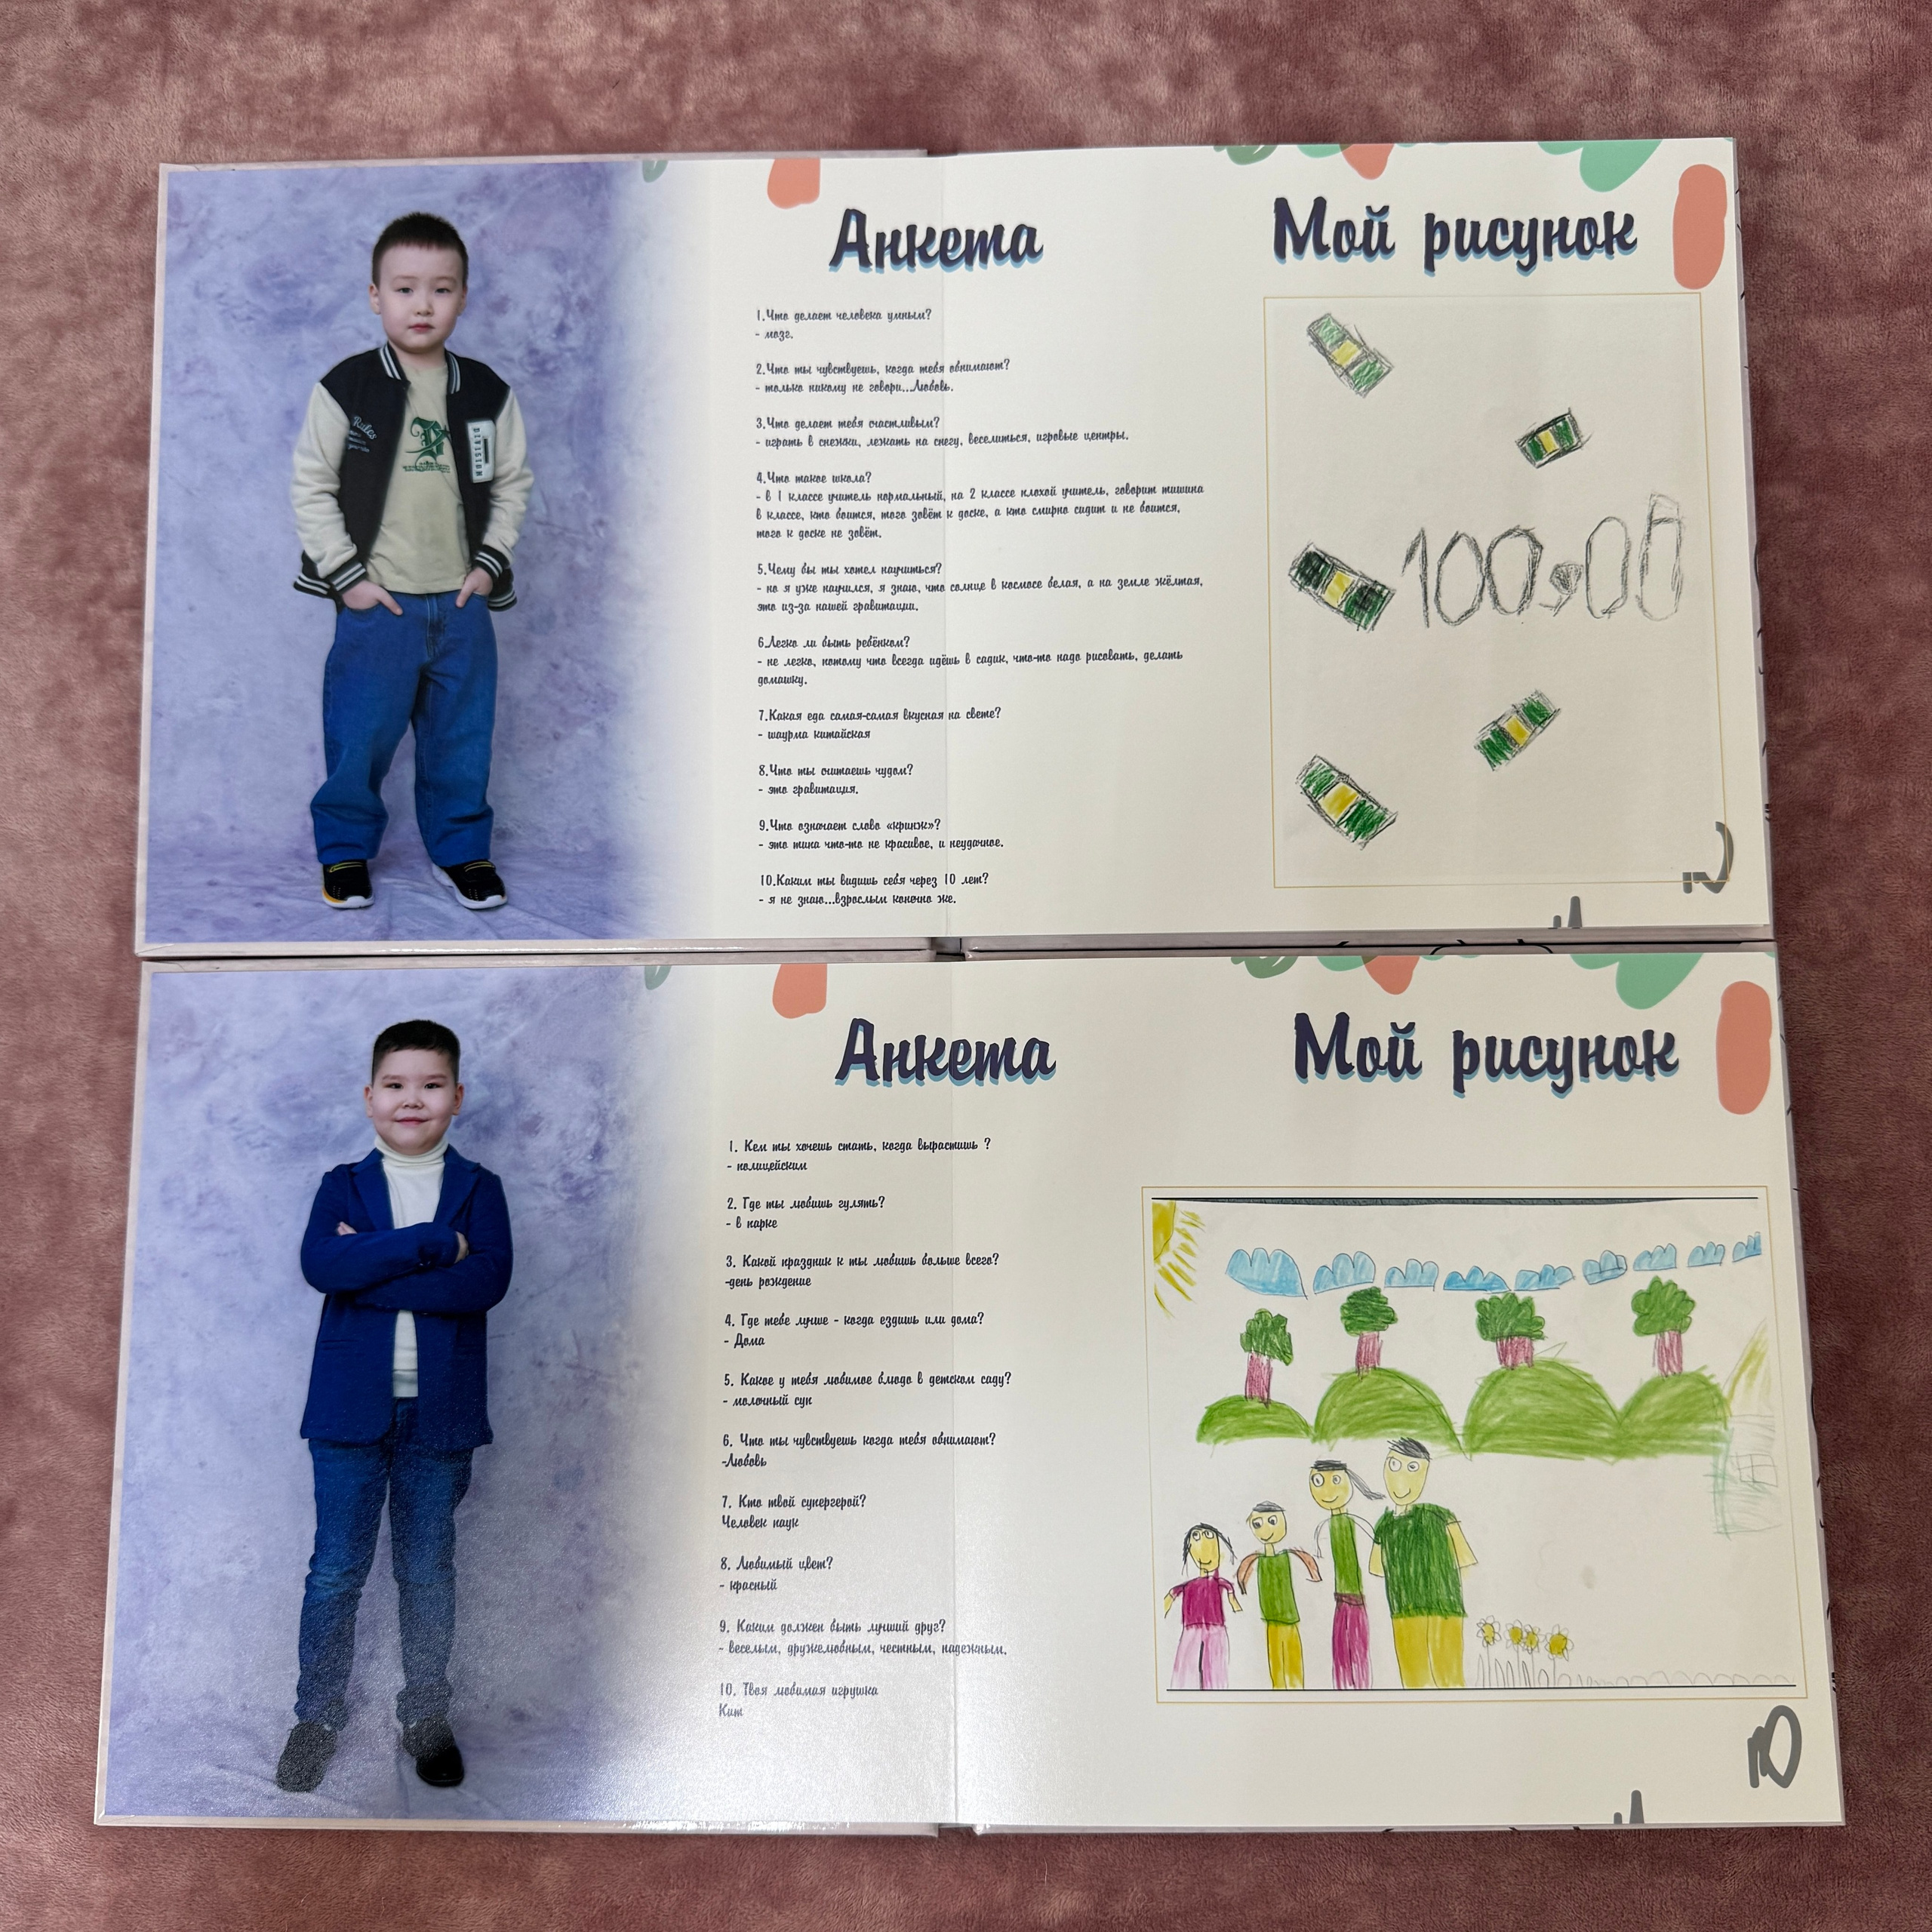 Анкета
Мой рисунок
1.Что делает человека умным?
- мозг.
2.Что ты чувствуешь, когда тебя обнимают?
- только никому не говори...Любовь.
3.Что делает тебя счастливым?
- играть в снежки, лежать на снегу, веселиться, игровые центры.
4.Что такое школа?
- в 1 классе учитель нормальный, на 2 классе плохой учитель, говорит тишина
в классе, кто боится, того зовёт к доске, а кто смирно сидит и не боится,
того к доске не зовёт.
5.Чему бы ты хотел научиться?
- но я уже научился, я знаю, что солнце в космосе белая, а на земле жёлтая,
это из-за нашей гравитации.
6.Легко ли быть ребёнком?
- не легко, потому что всегда идёшь в садик, что-то надо рисовать, делать
домашку.
7.Какая еда самая-самая вкусная на свете?
- шаурма китайская
8.Что ты считаешь чудом?
- это гравитация.
9.Что означает слово «кринж»?
- это типа что-то не красивое, и неудачное.
10.Каким ты видишь себя через 10 лет?
- я не знаю...взрослым конечно же.
Rules
DIVISION
100,00
Анкета
Мой рисунок
1. Кем ты хочешь стать, когда вырастишь ?
- полицейским
2. Где ты любишь гулять?
- в парке
3. Какой праздник к ты любишь больше всего?
-день рождение
4. Где тебе лучше - когда ездишь или дома?
- Дома
5. Какое у тебя любимое блюдо в детском саду?
- молочный суп
6. Что ты чувствуешь когда тебя обнимают?
-Любовь
7. Кто твой супергерой?
Человек паук
8. Любимый цвет?
- красный
9. Каким должен быть лучший друг?
- веселым, дружелюбным, честным, надежным.
10. Твоя любимая игрушка
Кит